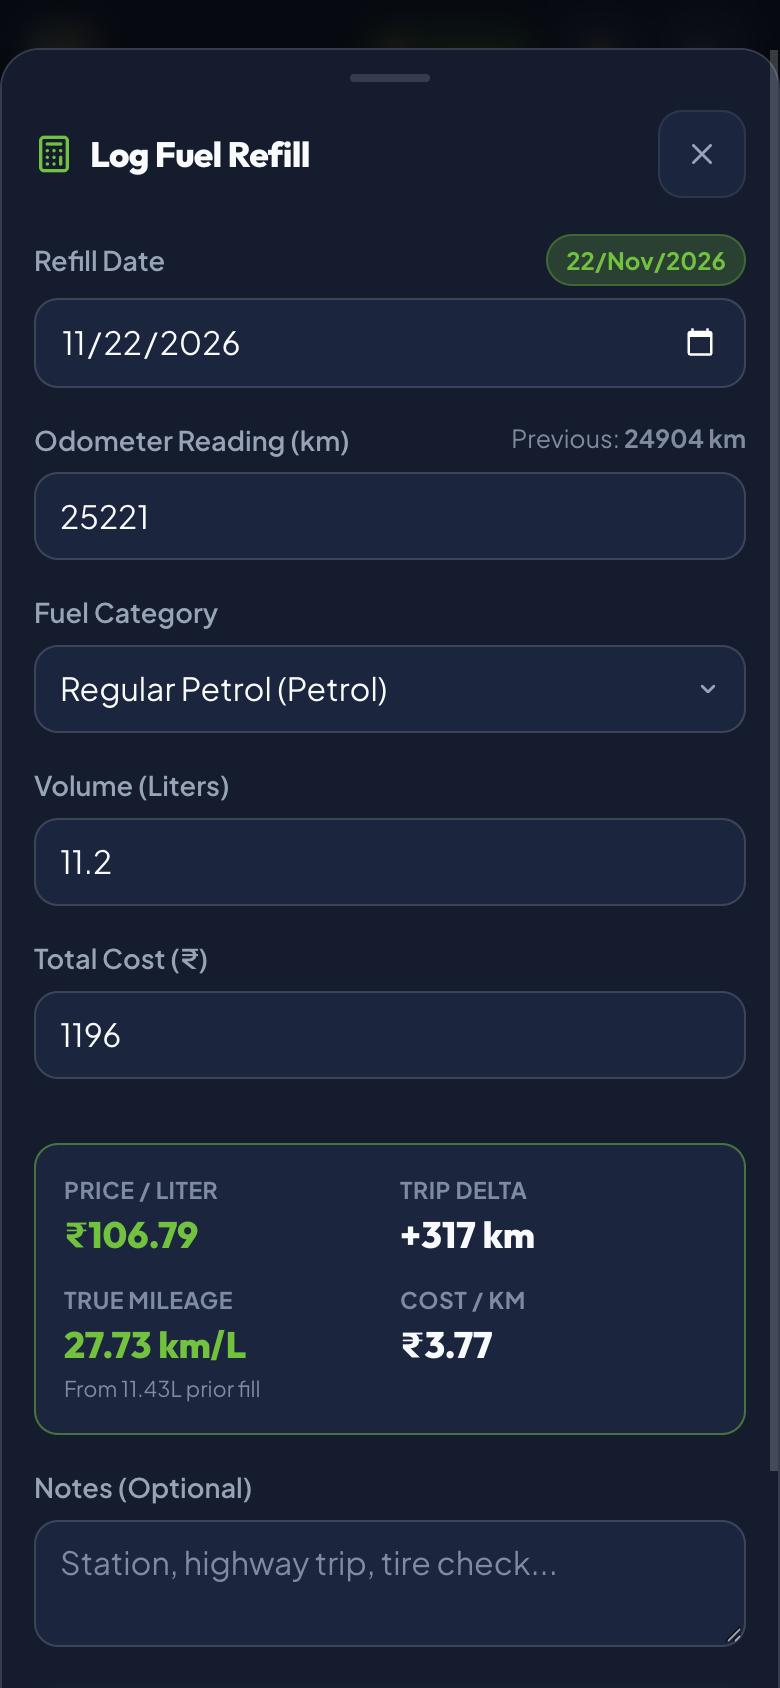 Log Fuel Refill
Refill Date
22/Nov/2026
11/22/2026
Odometer Reading (km)
Previous: 24904 km
25221
Fuel Category
Regular Petrol (Petrol)
Volume (Liters)
11.2
Total Cost (₹)
1196
PRICE / LITER
₹106.79
TRIP DELTA
+317 km
TRUE MILEAGE
27.73 km/L
From 11.43L prior fill
COST / KM
₹3.77
Notes (Optional)
Station, highway trip, tire check...